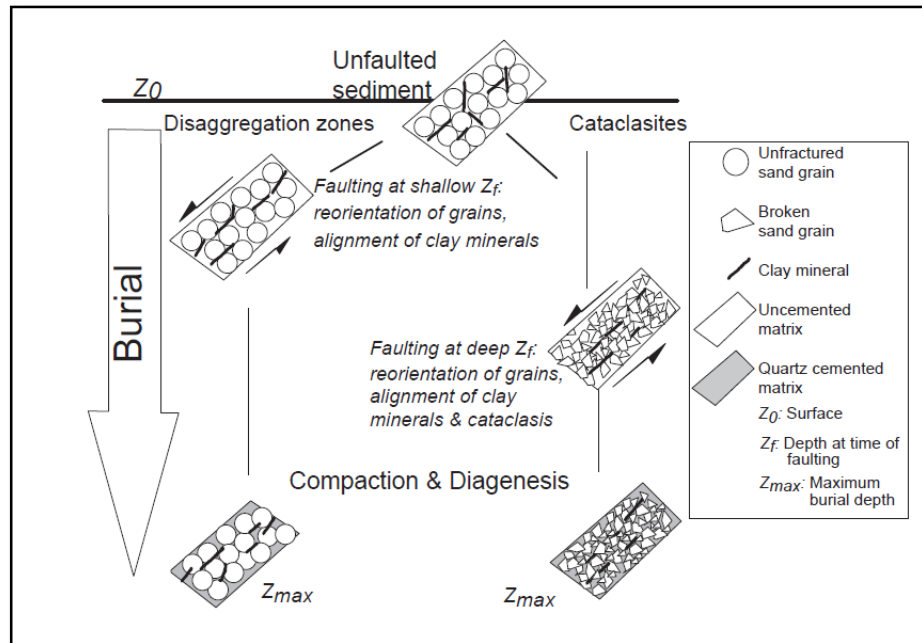 Unfaulted
sediment
Z0
Disaggregation zones
Cataclasites
Faulting at shallow Zf:
reorientation of grains,
alignment of clay minerals
Burial
Faulting at deep Zf:
reorientation of grains,
alignment of clay
minerals & cataclasis
Compaction & Diagenesis
Zmax
Zmax
Unfractured
sand grain
Broken
sand grain
Clay mineral
Uncemented
matrix
Quartz cemented
matrix
Z0: Surface
Zf: Depth at time of
faulting
Zmax: Maximum
burial depth